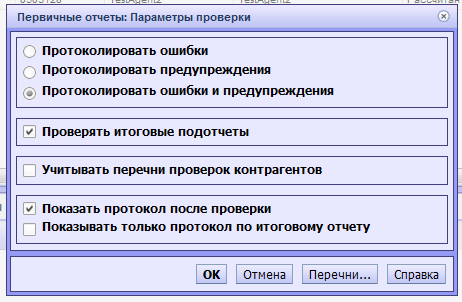 Первичные отчеты: Параметры проверки
Протоколировать ошибки
Протоколировать предупреждения
Протоколировать ошибки и предупреждения
Проверять итоговые подотчеты
Учитывать перечни проверок контрагентов
Показать протокол после проверки
Показывать только протокол по итоговому отчету
OK Отмена Перечни... Справка